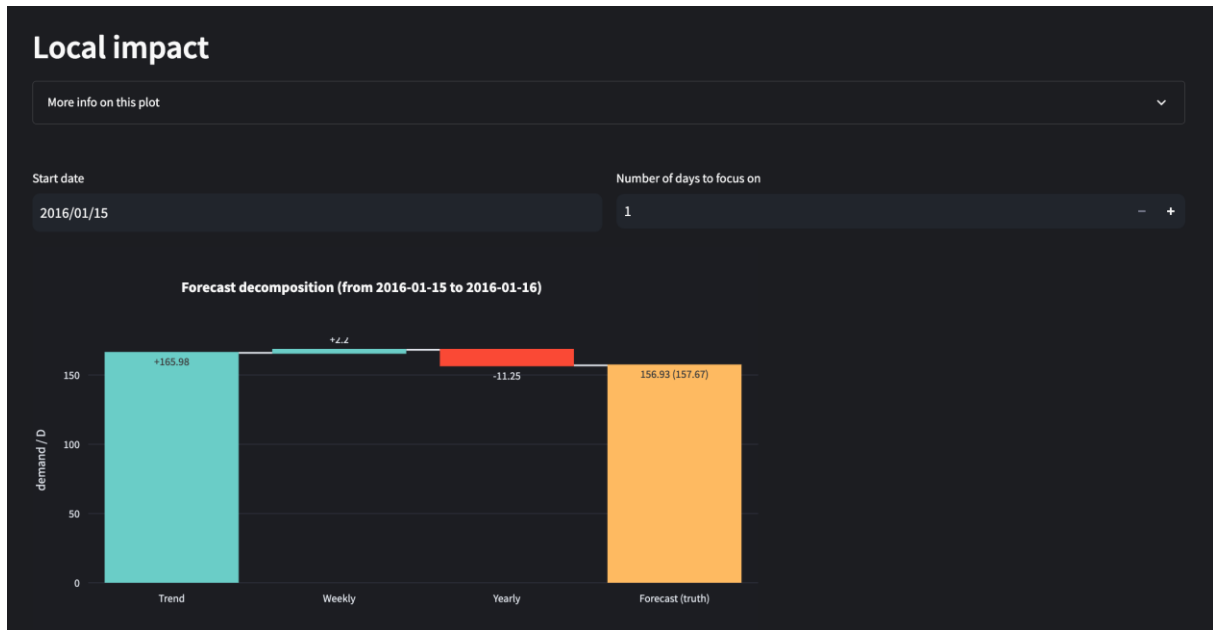 Local impact
More info on this plot
Start date
Number of days to focus on
2016/01/15
1
Forecast decomposition (from 2016-01-15 to 2016-01-16)
+2.2
+165.98
-11.25
156.93 (157.67)
150
100
50
0
demand / D
Trend
Weekly
Yearly
Forecast (truth)